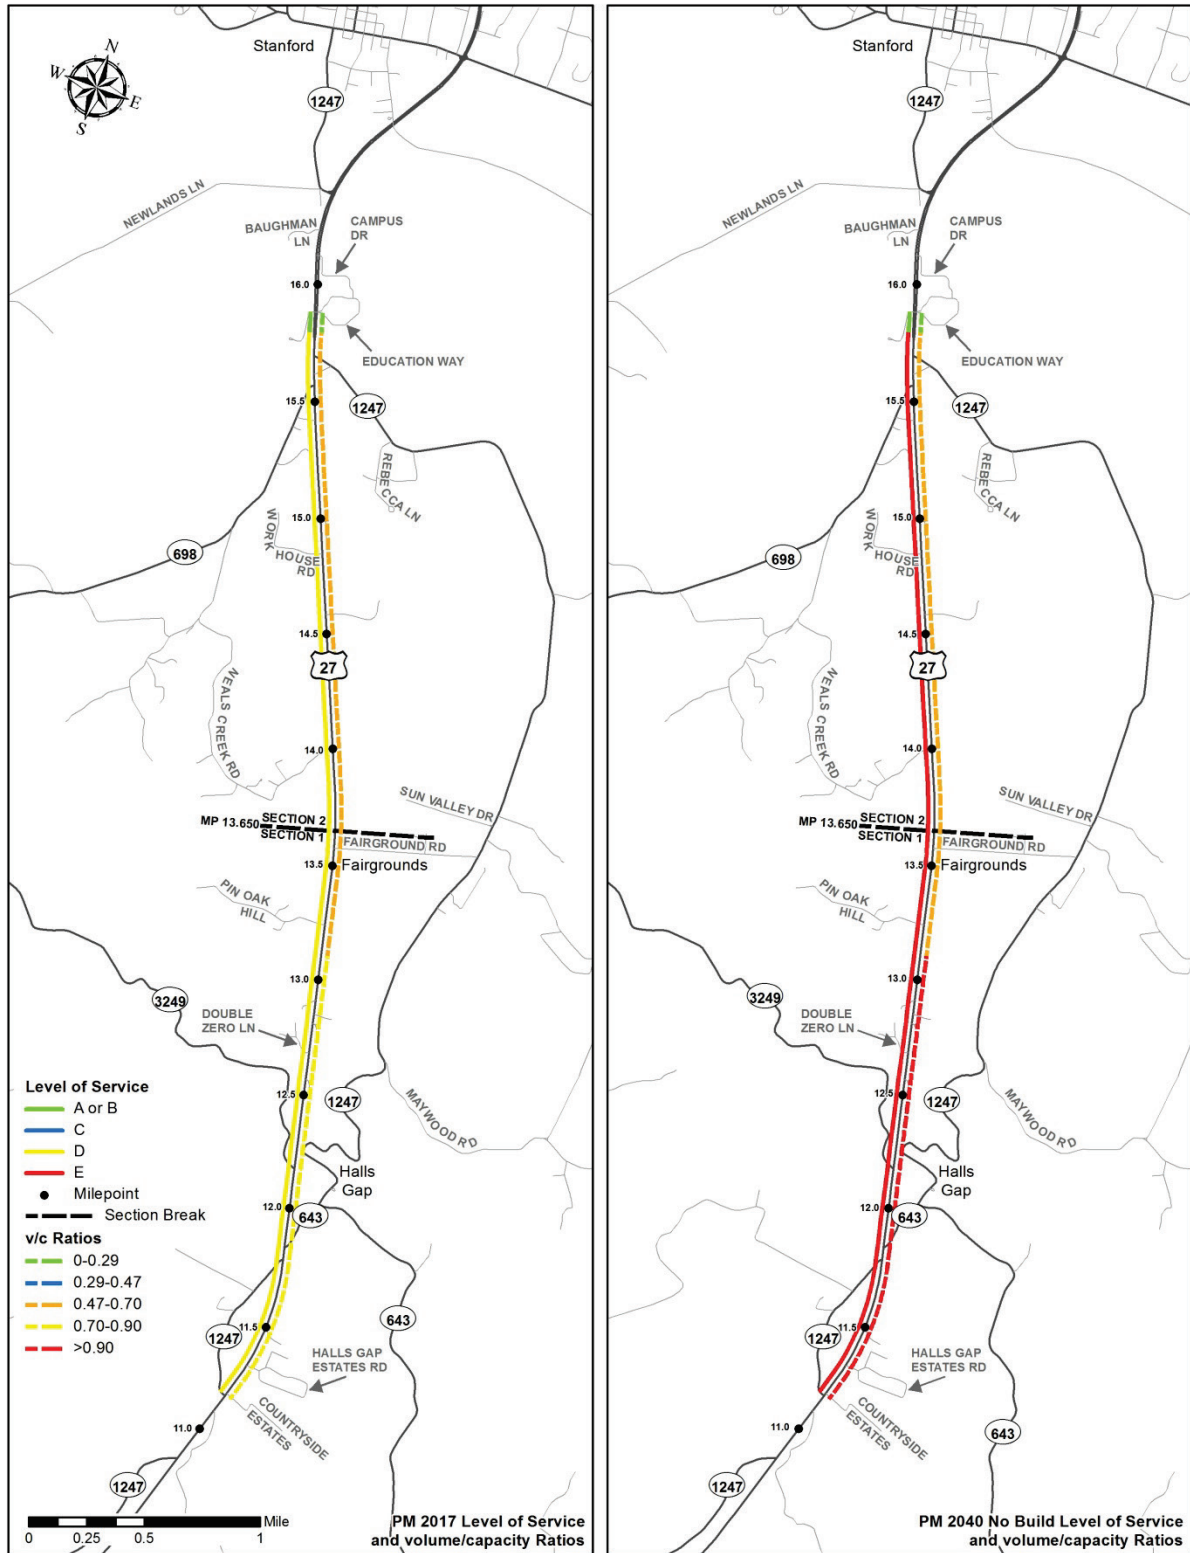 Stanford
N
W
E
S
1247
NEWLANDS LN
BAUGHMAN
LN
CAMPUS
DR
16.0
EDUCATION WAY
15.5
1247
REBECCA LN
15.0
WORK
HOUSE
RD
698
14.5
27
NEALS CREEK RD
14.0
SUN VALLEY DR
MP 13.650
SECTION 2
SECTION 1
FAIRGROUND RD
13.5
Fairgrounds
PIN OAK
HILL
13.0
3249
DOUBLE
ZERO LN
12.5
1247
MAYWOOD RD
Halls
Gap
12.0
643
11.5
1247
643
HALLS GAP
ESTATES RD
COUNTRYSIDE
ESTATES
11.0
1247
Level of Service
A or B
C
D
E
Milepoint
Section Break
v/c Ratios
0-0.29
0.29-0.47
0.47-0.70
0.70-0.90
>0.90
Mile
0 0.25 0.5 1
PM 2017 Level of Service
and volume/capacity Ratios
Stanford
1247
NEWLANDS LN
BAUGHMAN
LN
CAMPUS
DR
16.0
EDUCATION WAY
15.5
1247
REBECCA LN
15.0
WORK
HOUSE
RD
698
14.5
27
NEALS CREEK RD
14.0
SUN VALLEY DR
MP 13.650
SECTION 2
SECTION 1
FAIRGROUND RD
13.5
Fairgrounds
PIN OAK
HILL
13.0
3249
DOUBLE
ZERO LN
12.5
1247
MAYWOOD RD
Halls
Gap
12.0
643
11.5
1247
HALLS GAP
ESTATES RD
COUNTRYSIDE
ESTATES
11.0
643
1247
PM 2040 No Build Level of Service
and volume/capacity Ratios